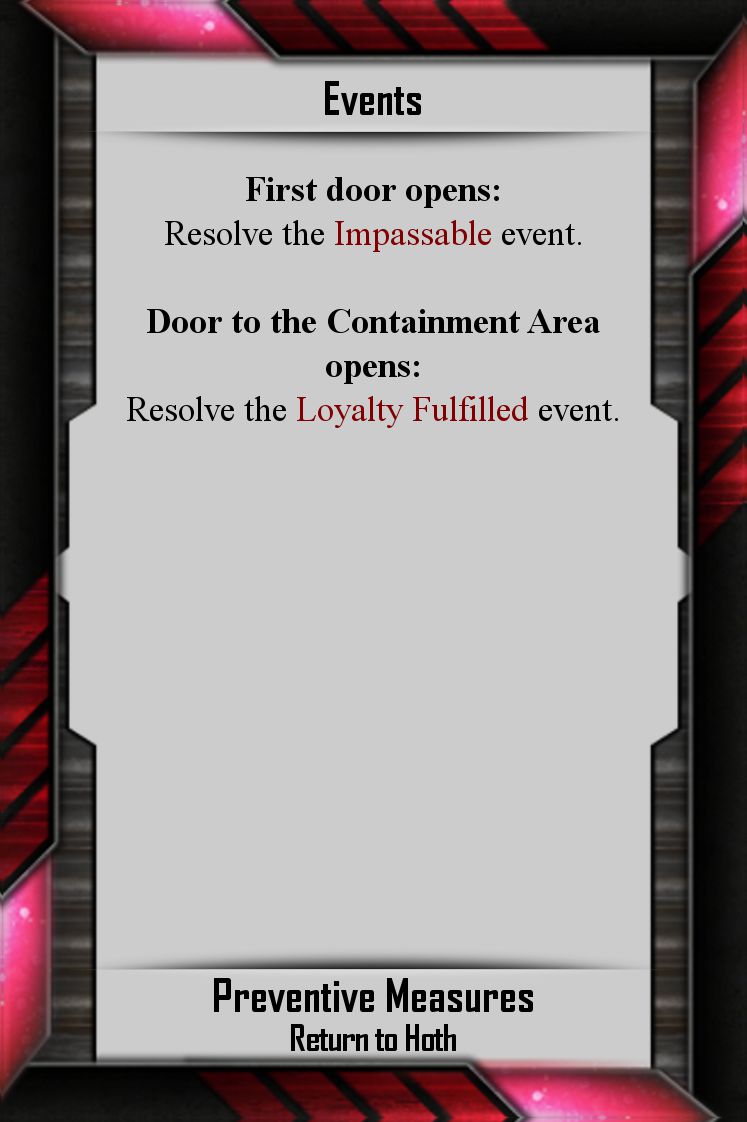 Events
First door opens:
Resolve the Impassable event.
Door to the Containment Area
opens:
Resolve the Loyalty Fulfilled event.
Preventive Measures
Return to Hoth